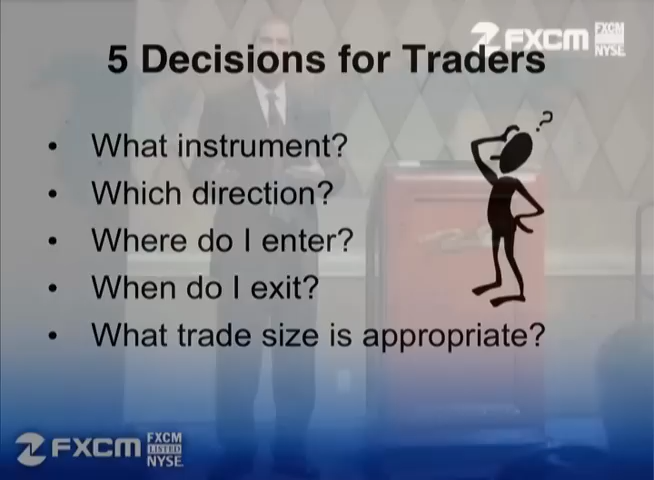 FXCM FXCM
NYSE
5 Decisions for Traders
?
• What instrument?
• Which direction?
• Where do I enter?
• When do I exit?
• What trade size is appropriate?
FXCM FXCM
LISTED
NYSE.